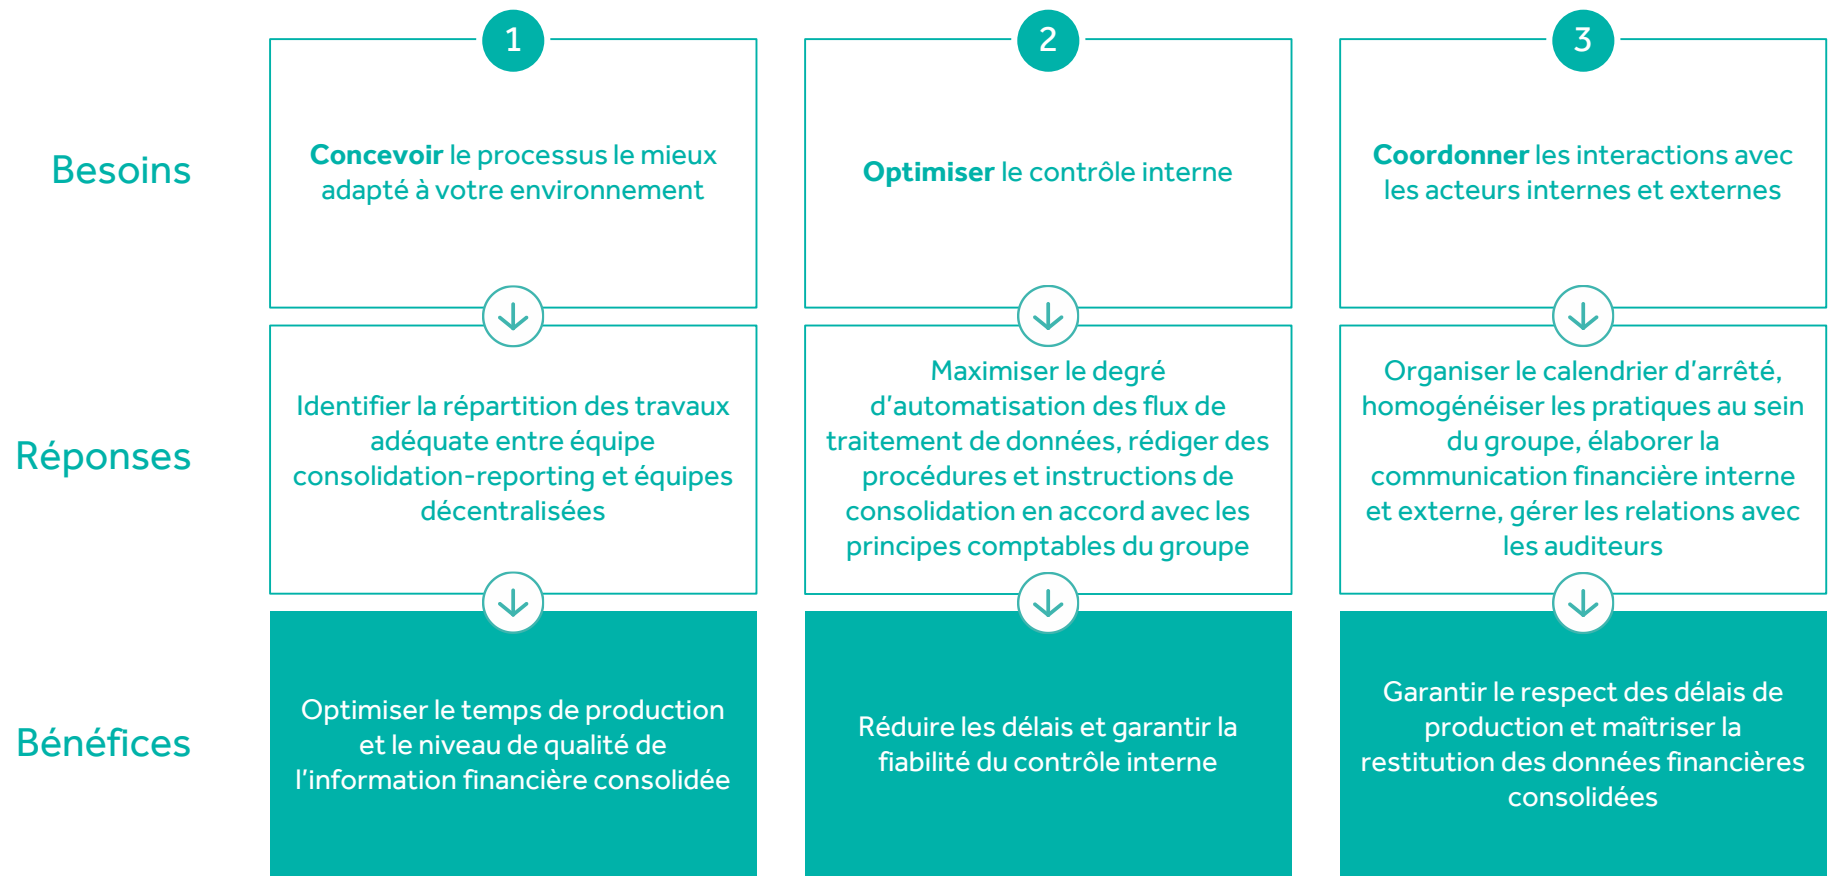 1
2
3
Besoins
Concevoir le processus le mieux
adapté à votre environnement
Optimiser le contrôle interne
Coordonner les interactions avec
les acteurs internes et externes
Réponses
Identifier la répartition des travaux
adéquate entre équipe
consolidation-reporting et équipes
décentralisées
Maximiser le degré
d’automatisation des flux de
traitement de données, rédiger des
procédures et instructions de
consolidation en accord avec les
principes comptables du groupe
Organiser le calendrier d’arrêté,
homogénéiser les pratiques au sein
du groupe, élaborer la
communication financière interne
et externe, gérer les relations avec
les auditeurs
Bénéfices
Optimiser le temps de production
et le niveau de qualité de
l’information financière consolidée
Réduire les délais et garantir la
fiabilité du contrôle interne
Garantir le respect des délais de
production et maîtriser la
restitution des données financières
consolidées